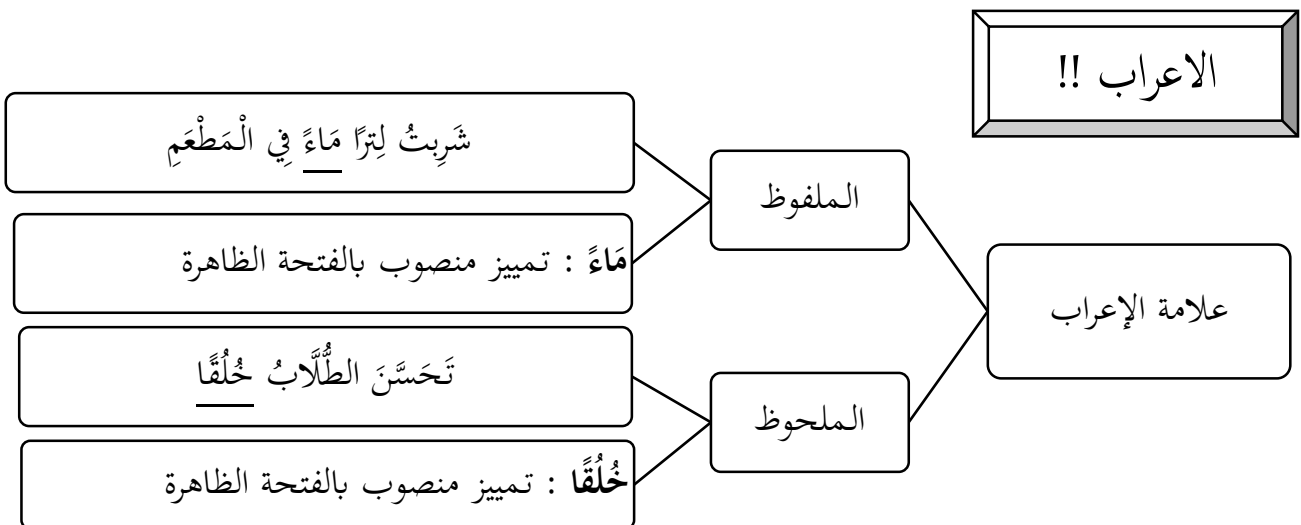 الاعراب !!
علامة الإعراب
الملفوظ
شَرِبتُ لِترًا مَاءً فِي الْمَطْعَمِ
مَاءً : تمييز منصوب بالفتحة الظاهرة
الملحوظ
تَحَسَّنَ الطُّلَّابُ خُلُقًا
خُلُقًا : تمييز منصوب بالفتحة الظاهرة